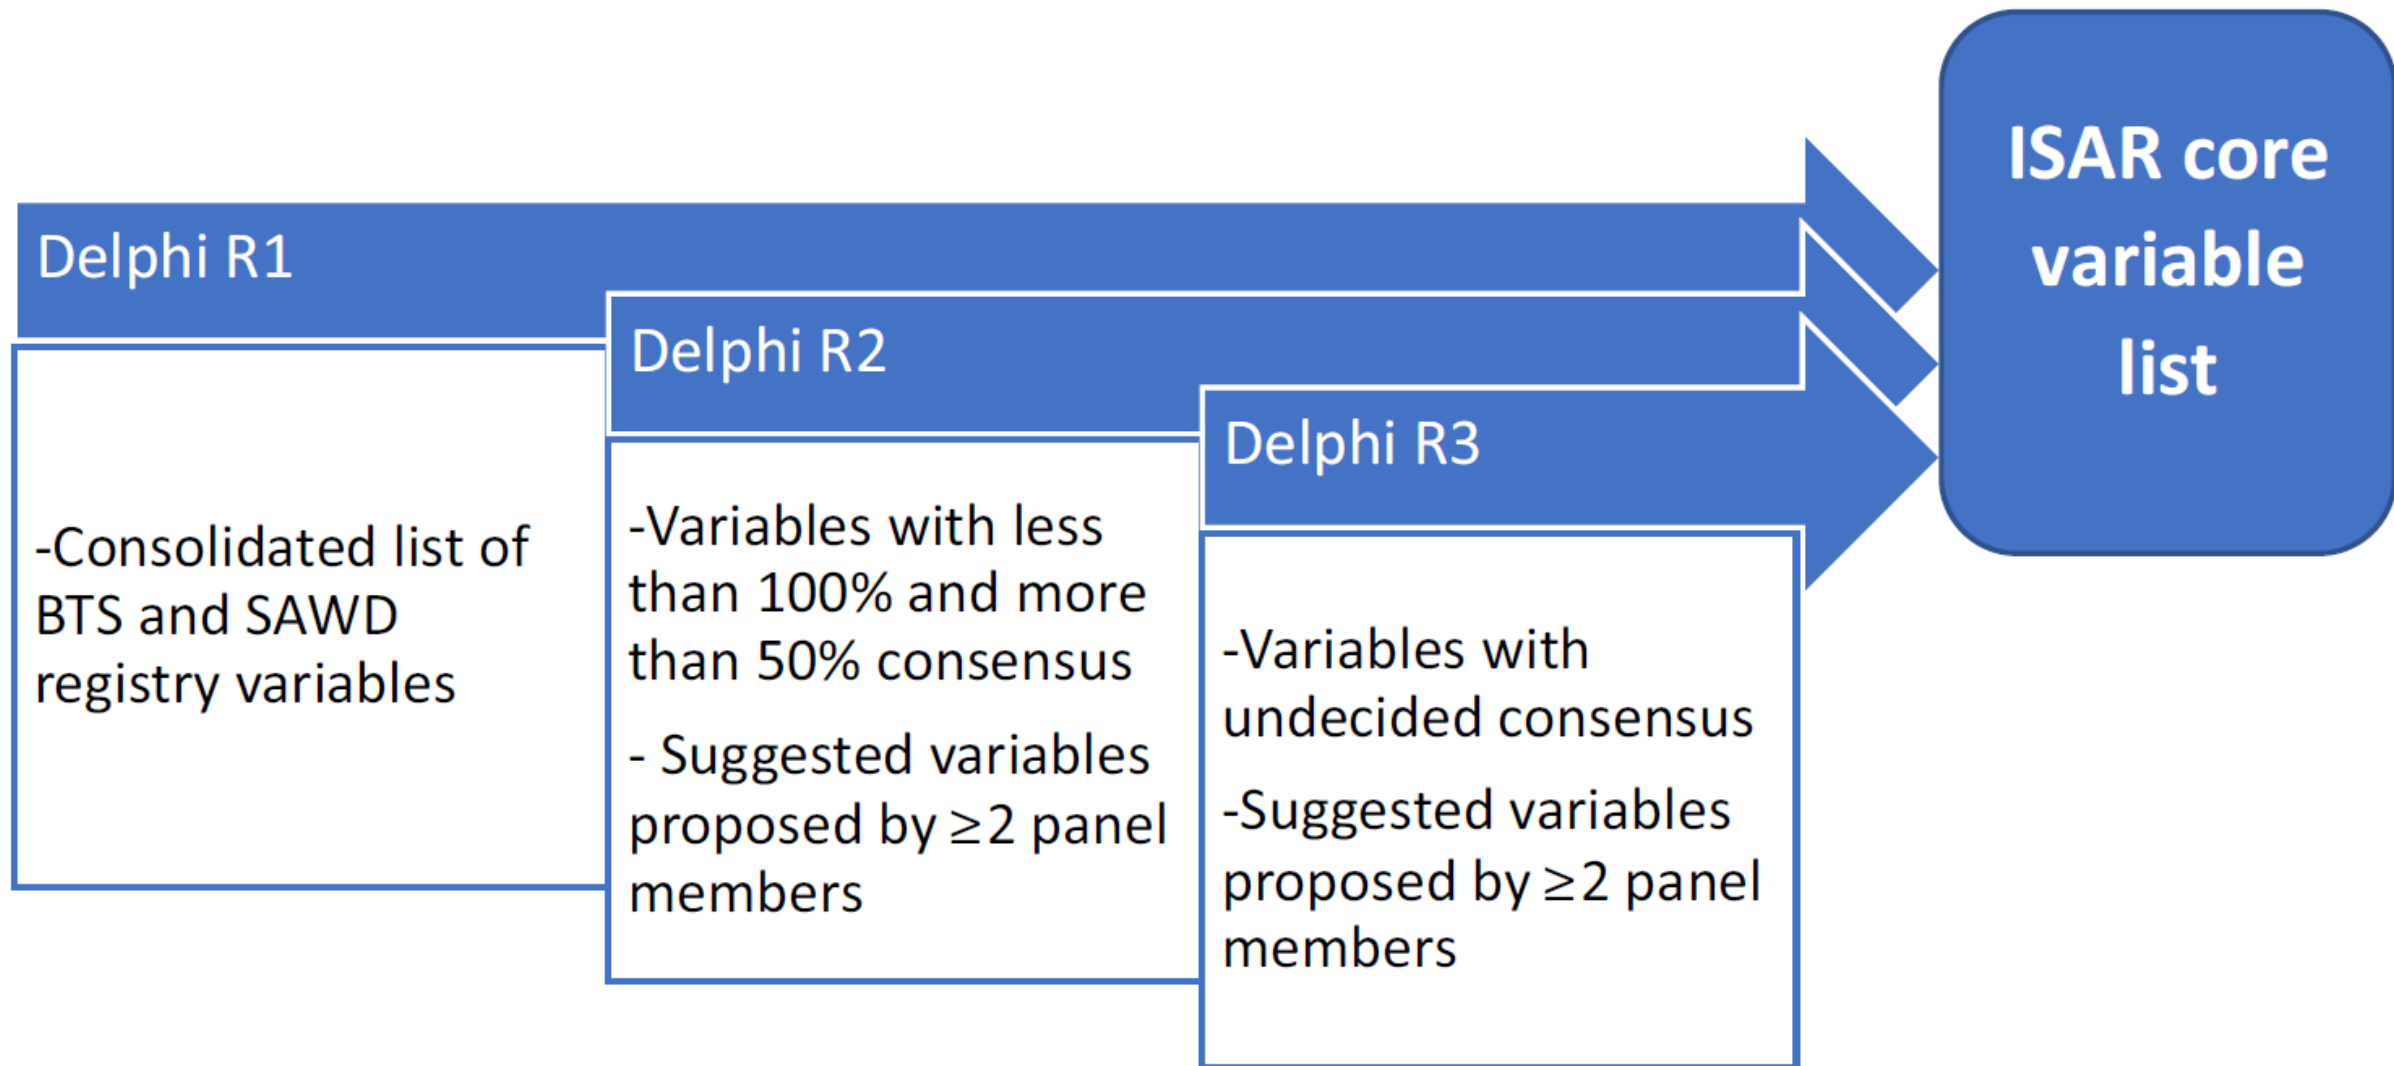 Delphi R1
-Consolidated list of
BTS and SAWD
registry variables
Delphi R2
-Variables with less
than 100% and more
than 50% consensus
- Suggested variables
proposed by ≥2 panel
members
Delphi R3
-Variables with
undecided consensus
-Suggested variables
proposed by ≥2 panel
members
ISAR core
variable
list